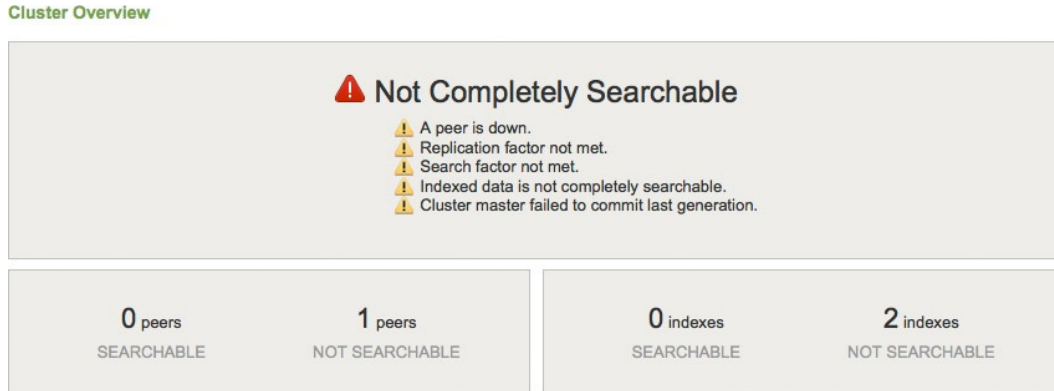 Cluster Overview
Not Completely Searchable
A peer is down.
Replication factor not met.
Search factor not met.
Indexed data is not completely searchable.
Cluster master failed to commit last generation.
0 peers 1 peers 0 indexes 2 indexes
SEARCHABLE NOT SEARCHABLE SEARCHABLE NOT SEARCHABLE